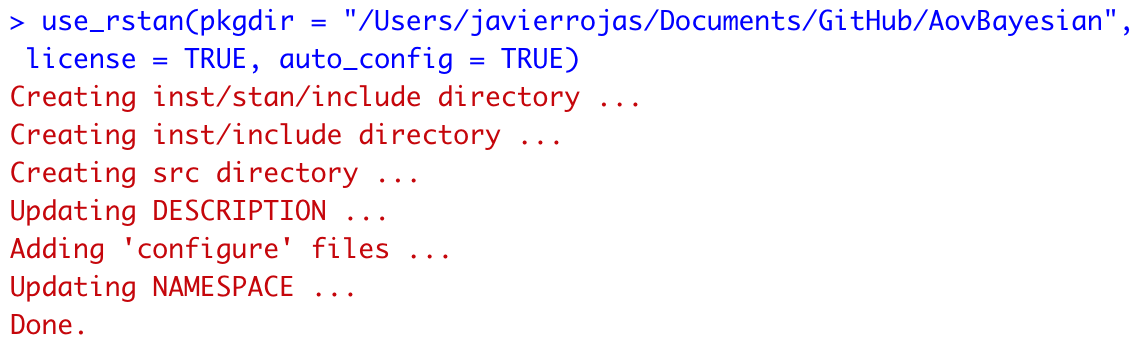 > use_rstan(pkgdir = "/Users/javierrojas/Documents/GitHub/AovBayesian",
license = TRUE, auto_config = TRUE)
Creating inst/stan/include directory ...
Creating inst/include directory ...
Creating src directory ...
Updating DESCRIPTION ...
Adding 'configure' files ...
Updating NAMESPACE ...
Done.